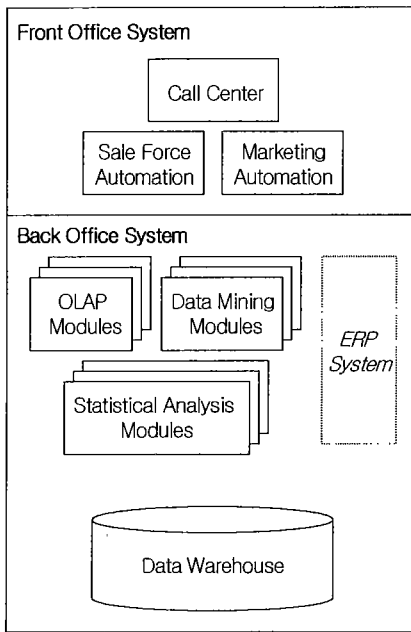 Front Office System
Call Center
Sale Force
Automation
Marketing
Automation
Back Office System
OLAP
Modules
Data Mining
Modules
ERP
System
Statistical Analysis
Modules
Data Warehouse